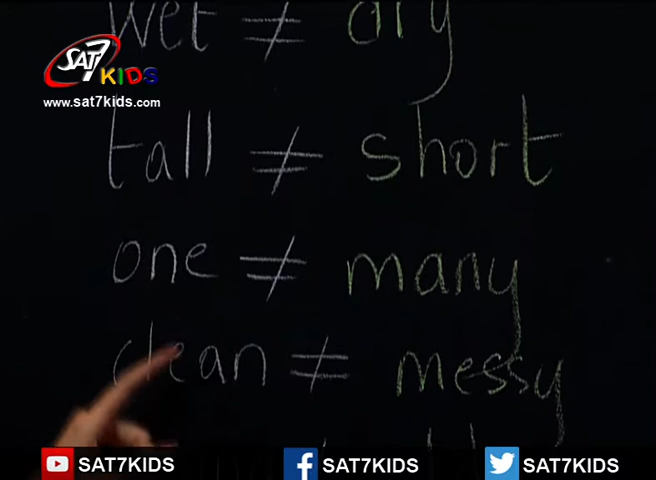 wet ≠ dry
SAT7 KIDS
www.sat7kids.com
tall ≠ short
one ≠ many
clean ≠ messy
SAT7KIDS SAT7KIDS SAT7KIDS